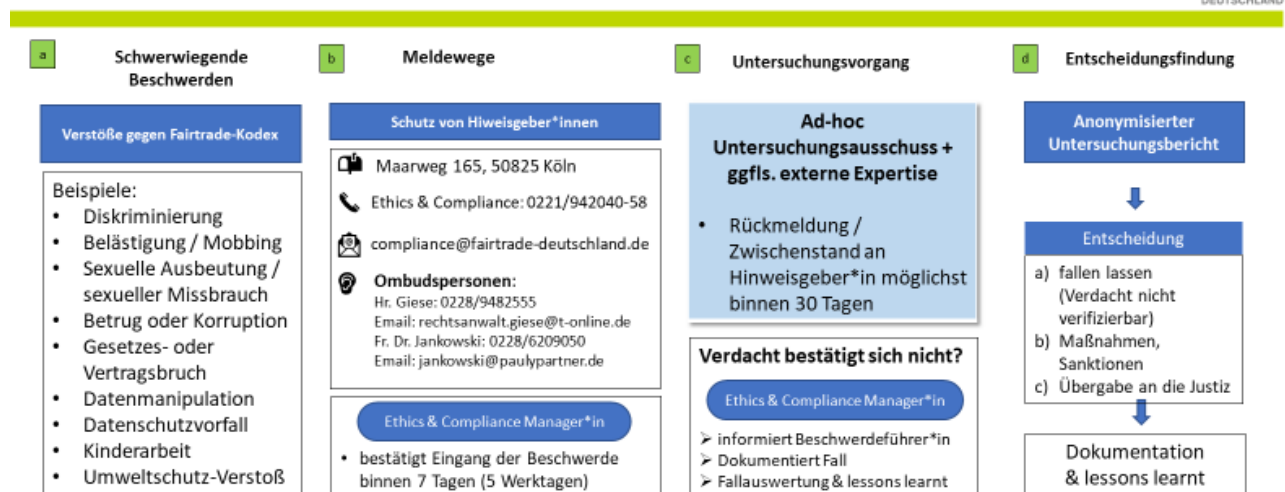 DEUTSCHLAND
a
Schwerwiegende
Beschwerden
Verstöße gegen Fairtrade-Kodex
Beispiele:
• Diskriminierung
• Belästigung / Mobbing
• Sexuelle Ausbeutung /
sexueller Missbrauch
• Betrug oder Korruption
• Gesetzes- oder
Vertragsbruch
• Datenmanipulation
• Datenschutzvorfall
• Kinderarbeit
• Umweltschutz-Verstoß
b
Meldewege
Schutz von Hiweisgeber*innen
Maarweg 165, 50825 Köln
Ethics & Compliance: 0221/942040-58
compliance@fairtrade-deutschland.de
Ombudspersonen:
Hr. Giese: 0228/9482555
Email: rechtsanwalt.giese@t-online.de
Fr. Dr. Jankowski: 0228/6209050
Email: jankowski@paulypartner.de
Ethics & Compliance Manager*in
• bestätigt Eingang der Beschwerde
binnen 7 Tagen (5 Werktagen)
c
Untersuchungsvorgang
Ad-hoc
Untersuchungsausschuss +
ggfls. externe Expertise
• Rückmeldung /
Zwischenstand an
Hinweisgeber*in möglichst
binnen 30 Tagen
Verdacht bestätigt sich nicht?
Ethics & Compliance Manager*in
➢ informiert Beschwerdeführer*in
➢ Dokumentiert Fall
➢ Fallauswertung & lessons learnt
d
Entscheidungsfindung
Anonymisierter
Untersuchungsbericht
Entscheidung
a) fallen lassen
(Verdacht nicht
verifizierbar)
b) Maßnahmen,
Sanktionen
c) Übergabe an die Justiz
Dokumentation
& lessons learnt